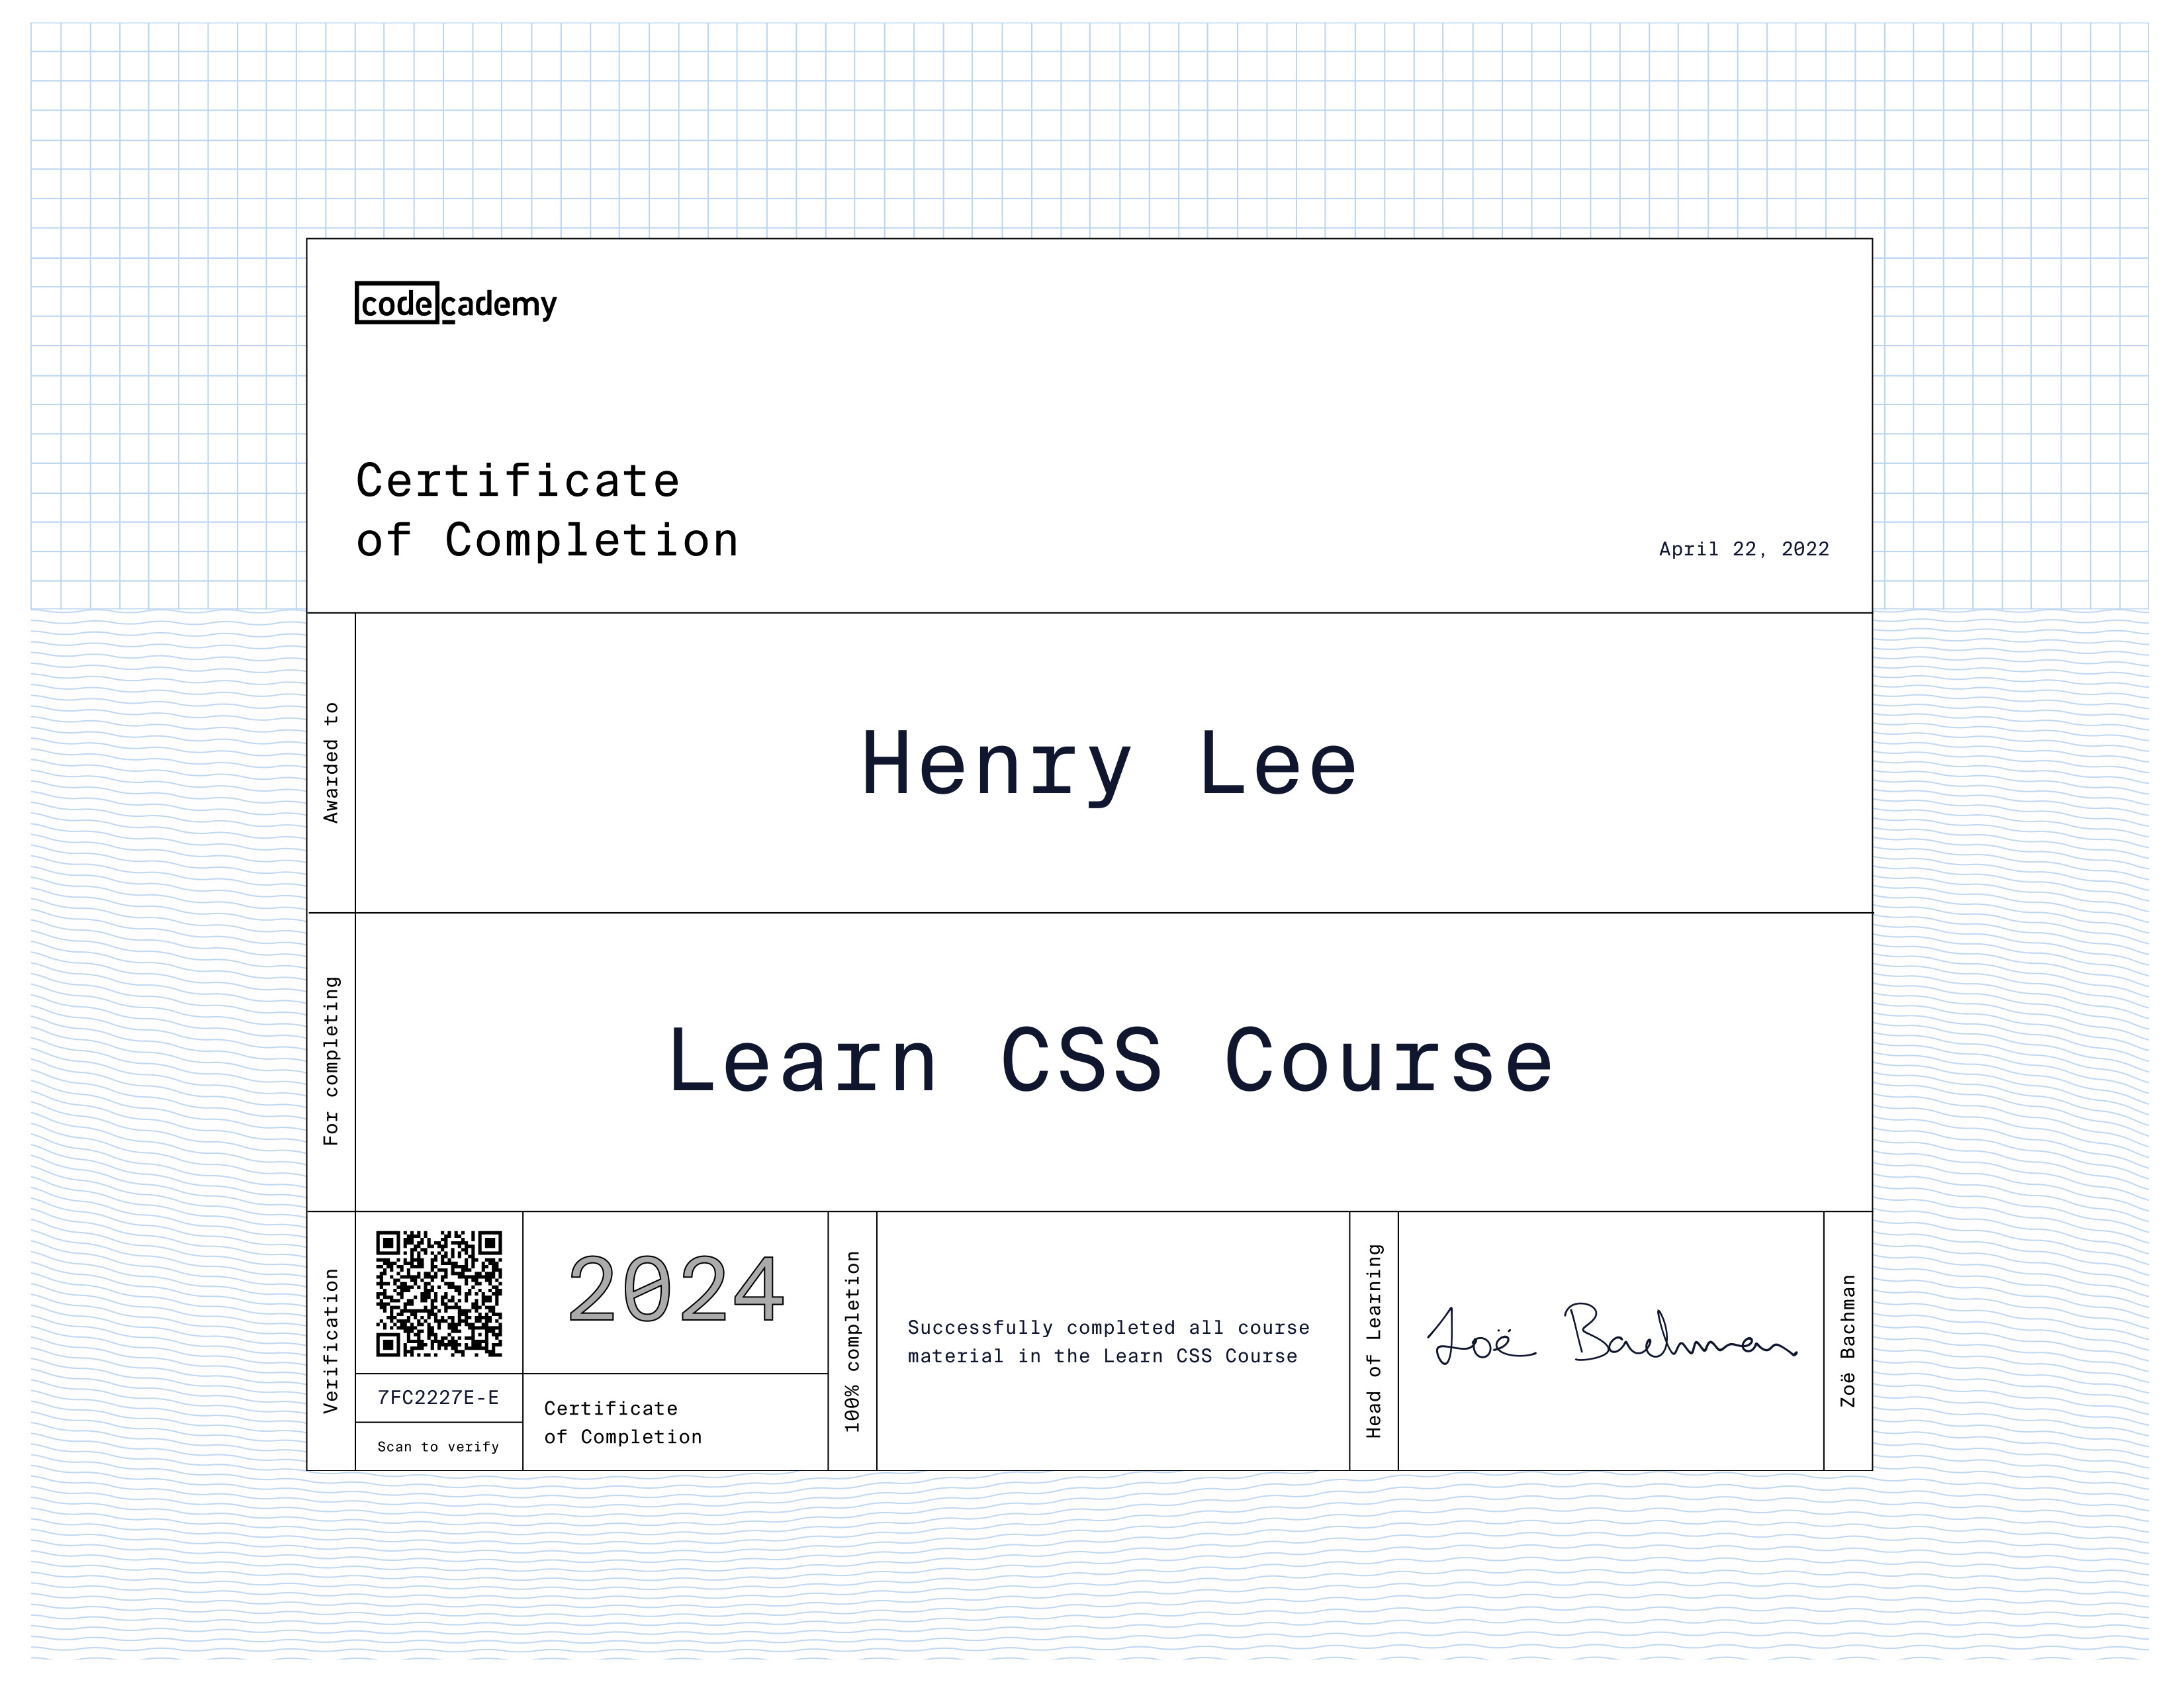 codecademy
Certificate
of Completion
April 22, 2022
Awarded to
Henry Lee
For completing
Learn CSS Course
Verification
7FC2227E-E
Scan to verify
2024
Certificate
of Completion
100% completion
Successfully completed all course
material in the Learn CSS Course
Head of Learning
Zoë Bachman
Zoë Bachman